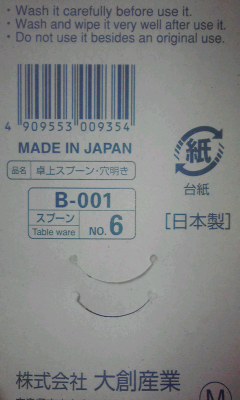 ・Wash it carefully before use it.
・Wash and wipe it very well after use it.
・Do not use it besides an original use.
4 909553 009354
MADE IN JAPAN
紙
台紙
品名 卓上スプーン・穴明き
B-001
スプーン
Table ware
NO. 6
[日本製]
株式会社 大創産業
M